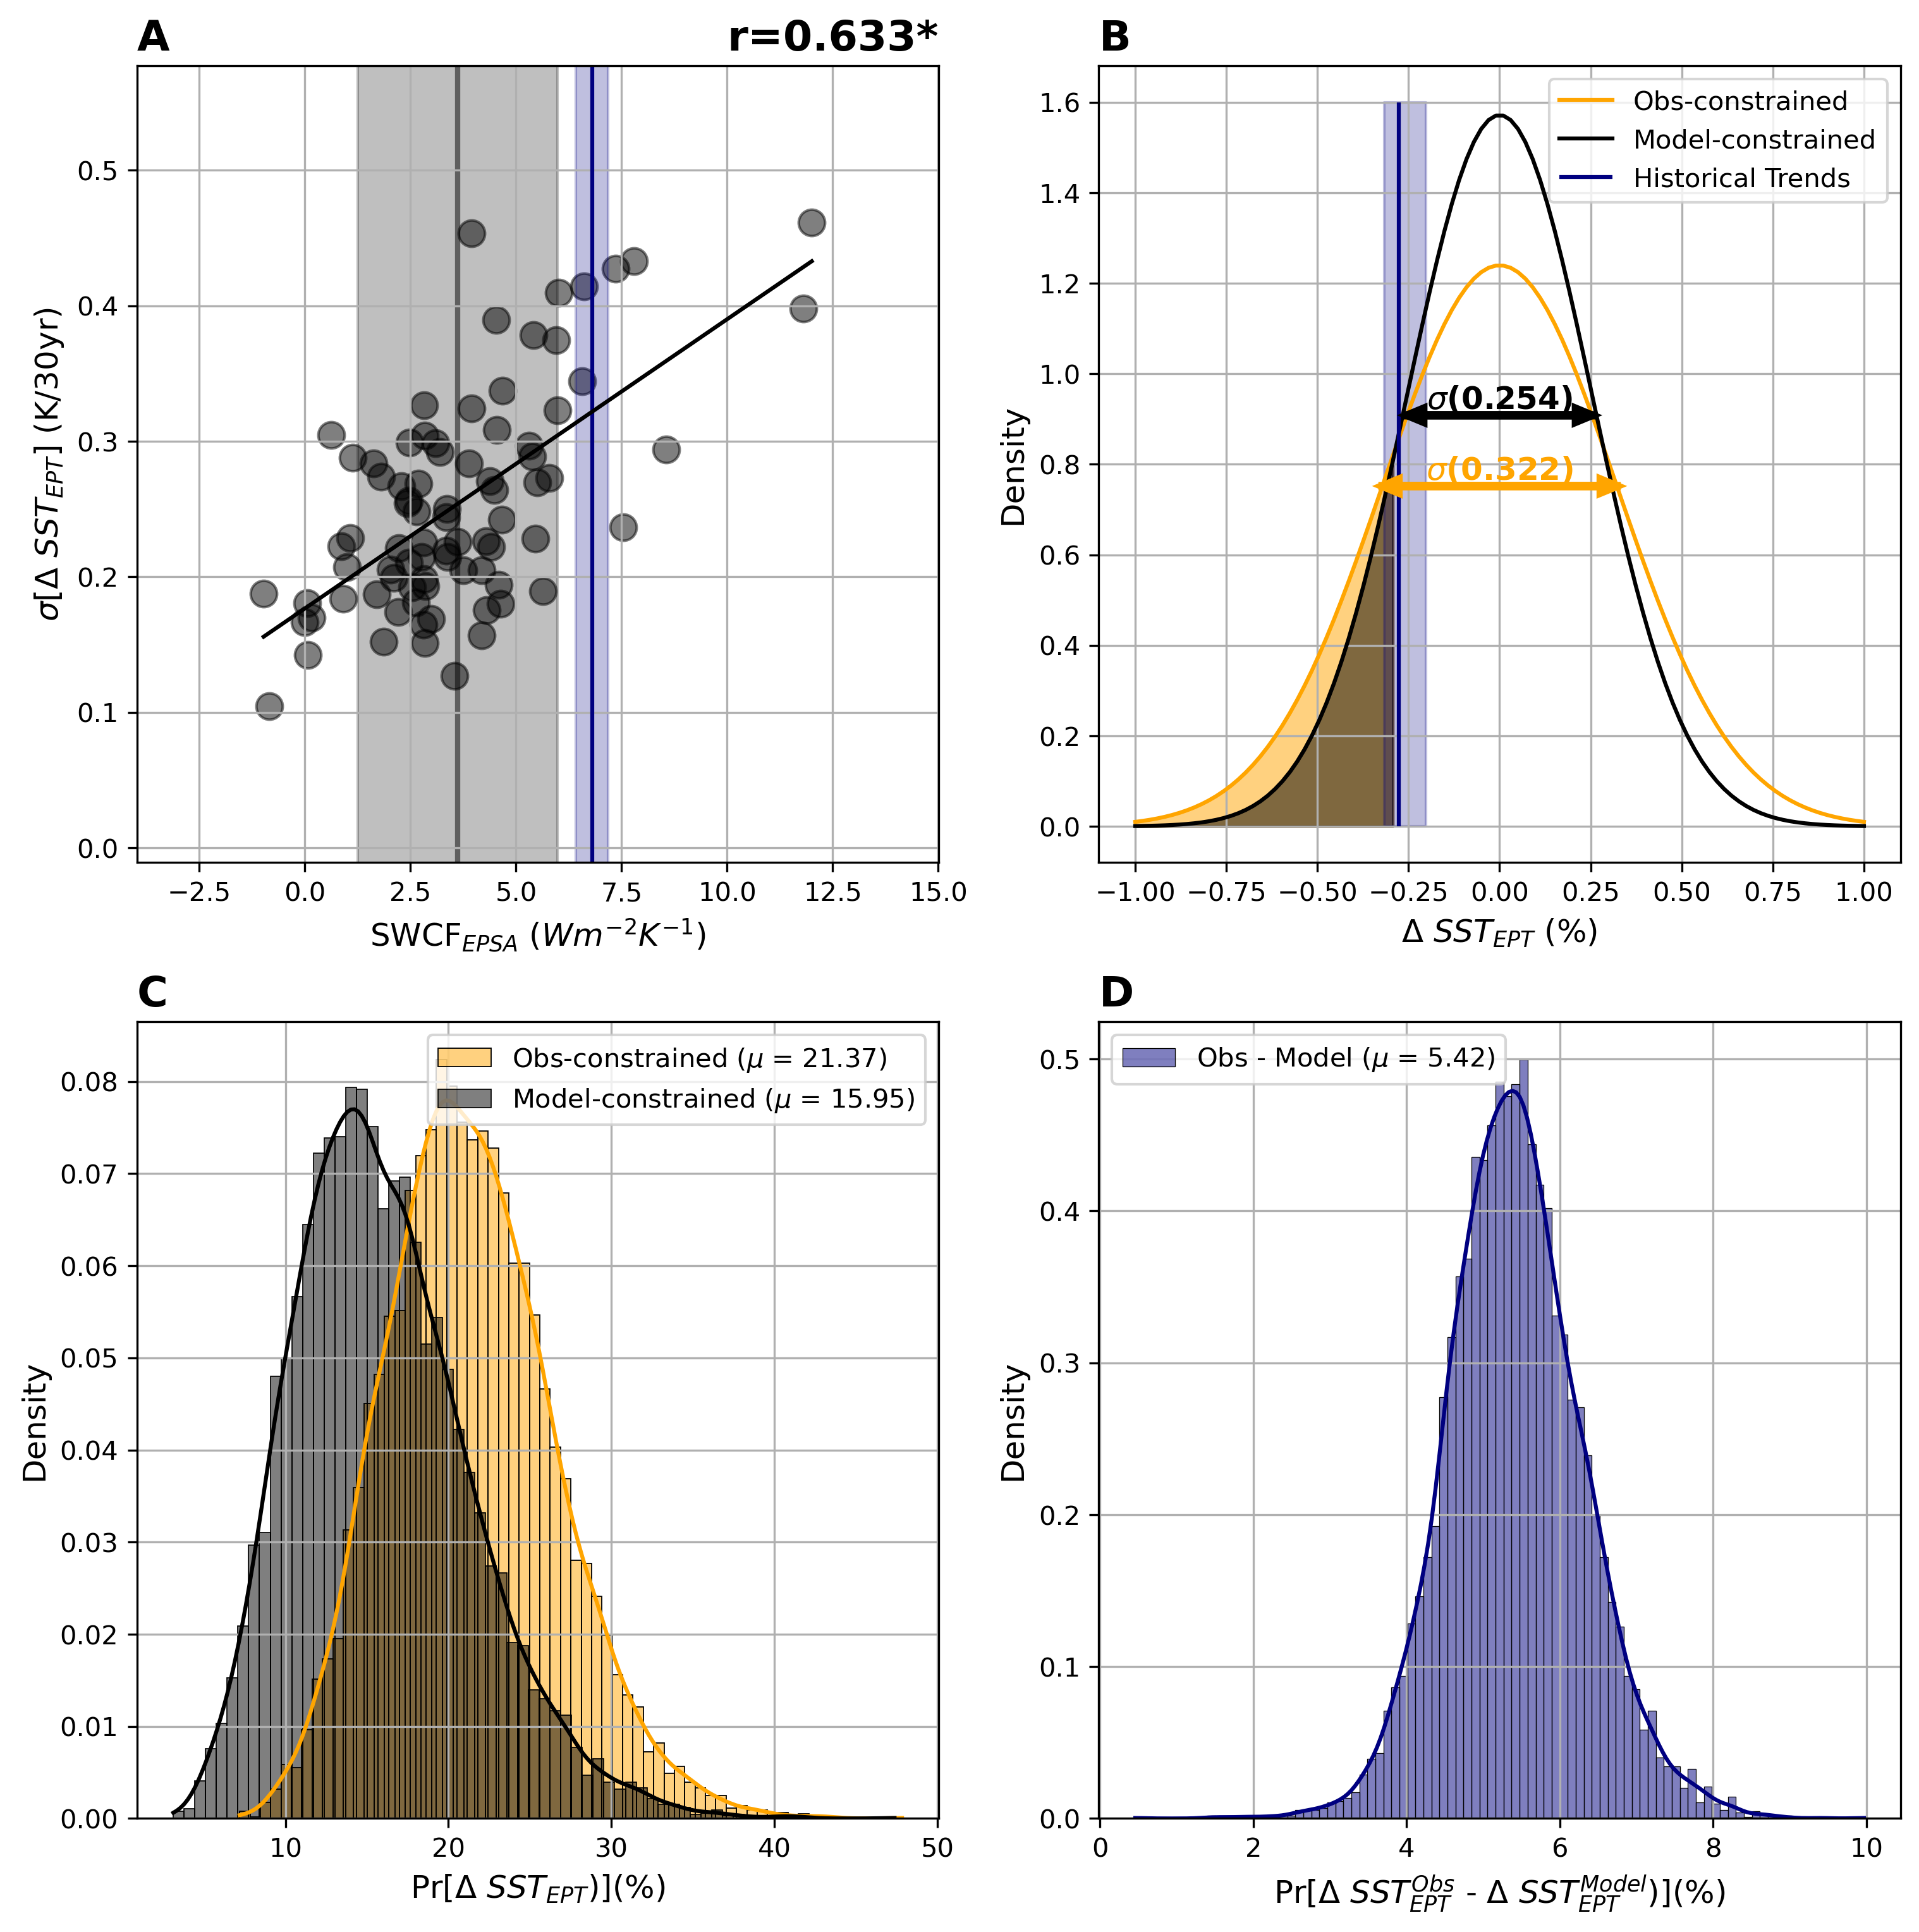 A
r=0.633*
σ[Δ SST_EPT] (K/30yr)
0.5
0.4
0.3
0.2
0.1
0.0
−2.5 0.0 2.5 5.0 7.5 10.0 12.5 15.0
SWCF_EPSA (Wm⁻²K⁻¹)
B
Obs-constrained
Model-constrained
Historical Trends
σ(0.254)
σ(0.322)
Density
1.6
1.4
1.2
1.0
0.8
0.6
0.4
0.2
0.0
−1.00 −0.75 −0.50 −0.25 0.00 0.25 0.50 0.75 1.00
Δ SST_EPT (%)
C
Obs-constrained (μ = 21.37)
Model-constrained (μ = 15.95)
Density
0.08
0.07
0.06
0.05
0.04
0.03
0.02
0.01
0.00
10 20 30 40 50
Pr[Δ SST_EPT)](%)
D
Obs - Model (μ = 5.42)
Density
0.5
0.4
0.3
0.2
0.1
0.0
0 2 4 6 8 10
Pr[Δ SST_EPT^Obs - Δ SST_EPT^Model)](%)